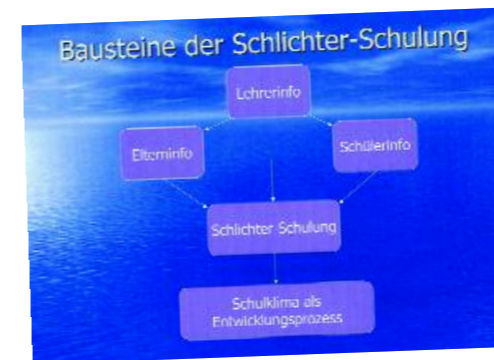 Bausteine der Schlichter-Schulung
Lehrerinfo
Elterninfo
Schülerinfo
Schlichter Schulung
Schulklima als
Entwicklungsprozess